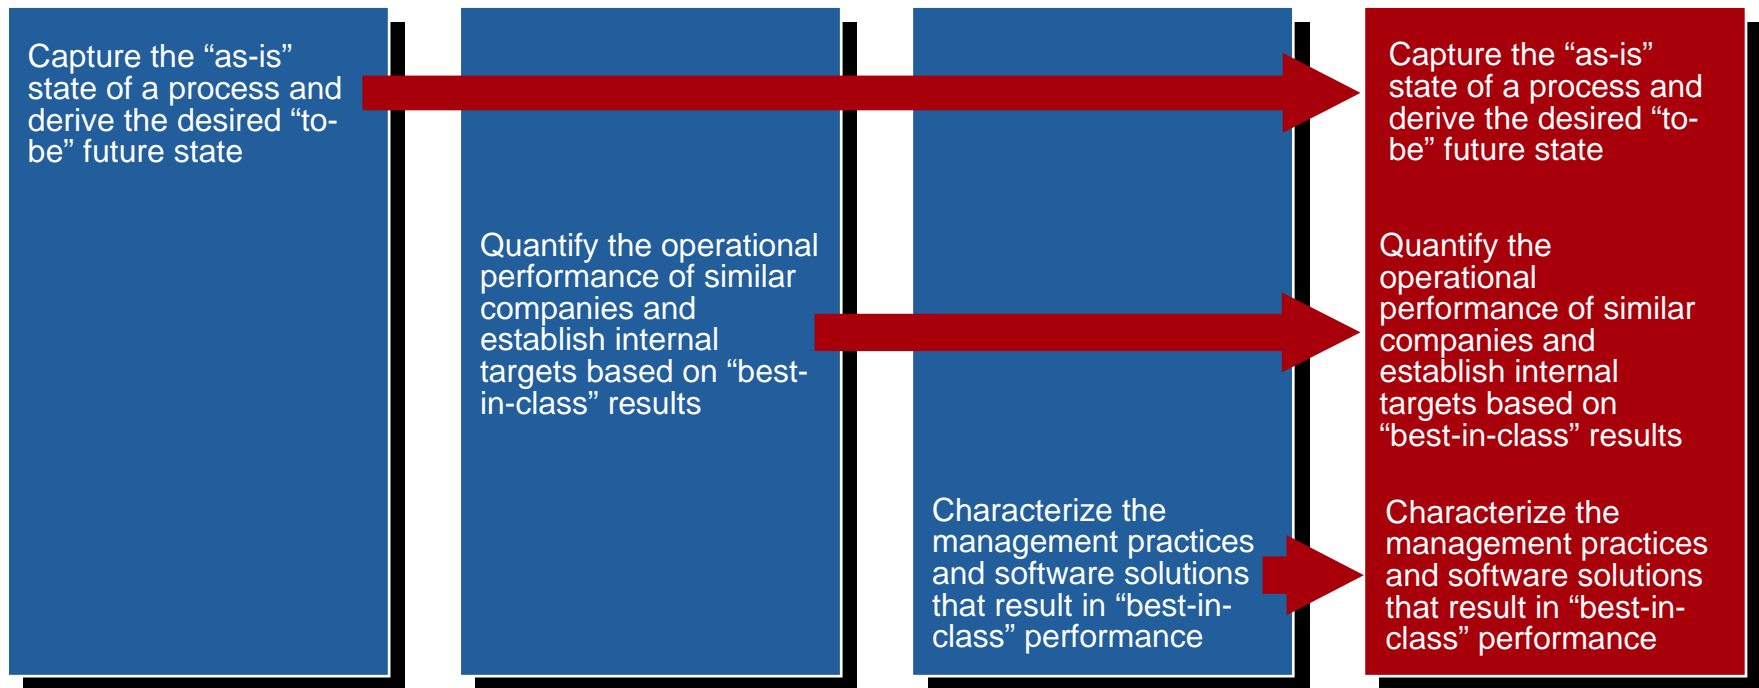 Capture the “as-is”
state of a process and
derive the desired “to-
be” future state
Quantify the operational
performance of similar
companies and
establish internal
targets based on “best-
in-class” results
Characterize the
management practices
and software solutions
that result in “best-in-
class” performance
Capture the “as-is”
state of a process and
derive the desired “to-
be” future state
Quantify the
operational
performance of similar
companies and
establish internal
targets based on
“best-in-class” results
Characterize the
management practices
and software solutions
that result in “best-in-
class” performance